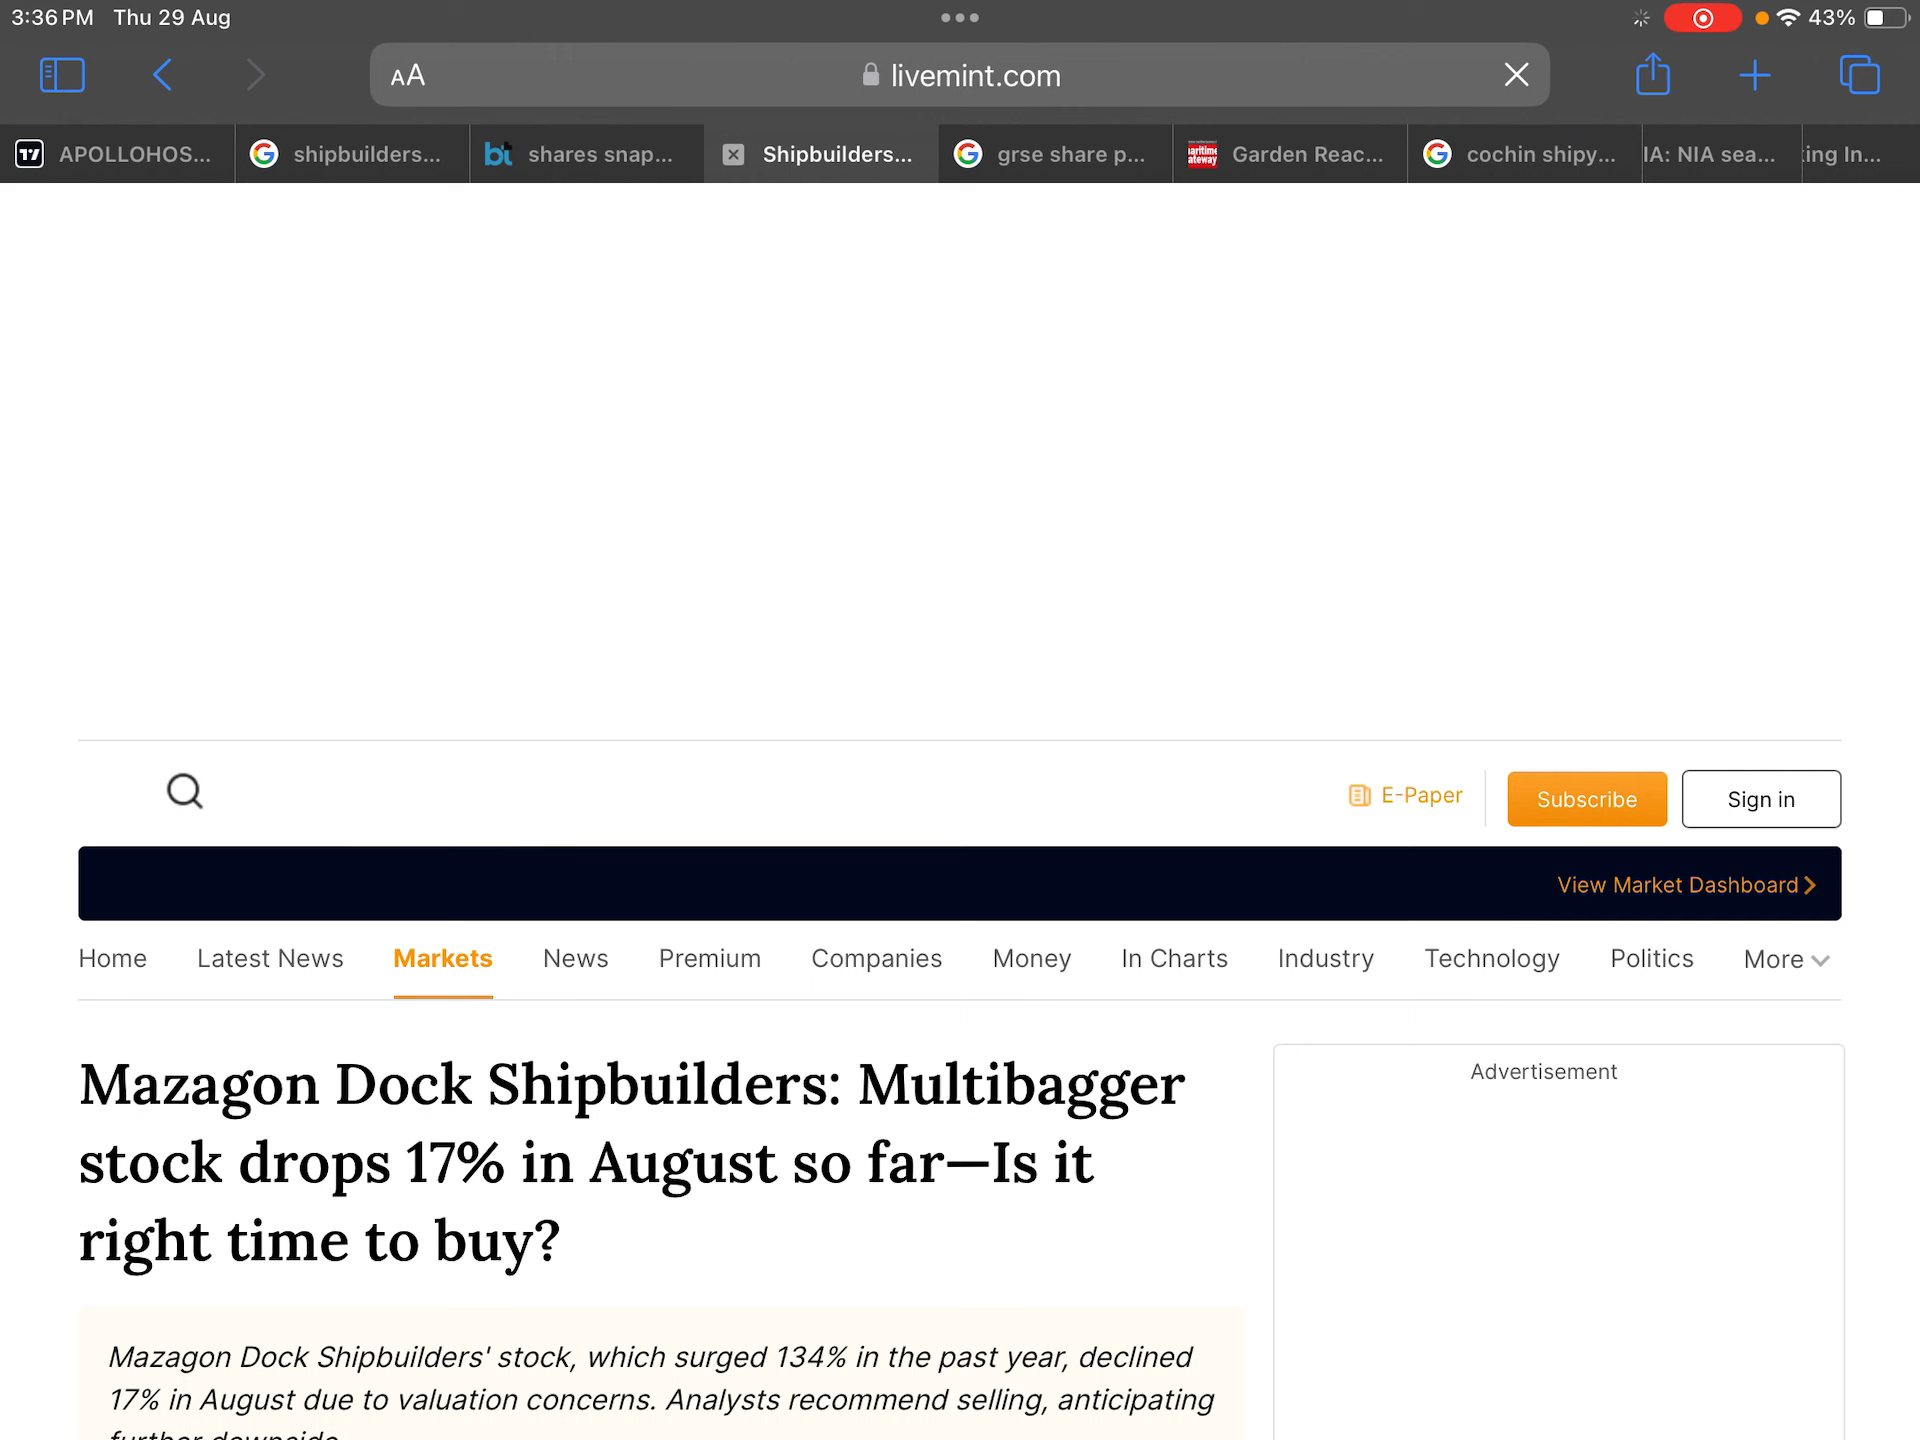 3:36 PM Thu 29 Aug
43%
AA livemint.com
APOLLOHOS... shipbuilders... bt shares snap... Shipbuilders... grse share p... Garden Reac... cochin shipy... IA: NIA sea... ing In...
E-Paper Subscribe Sign in
View Market Dashboard
Home Latest News Markets News Premium Companies Money In Charts Industry Technology Politics More
Mazagon Dock Shipbuilders: Multibagger
stock drops 17% in August so far—Is it
right time to buy?
Advertisement
Mazagon Dock Shipbuilders' stock, which surged 134% in the past year, declined
17% in August due to valuation concerns. Analysts recommend selling, anticipating
further downside.